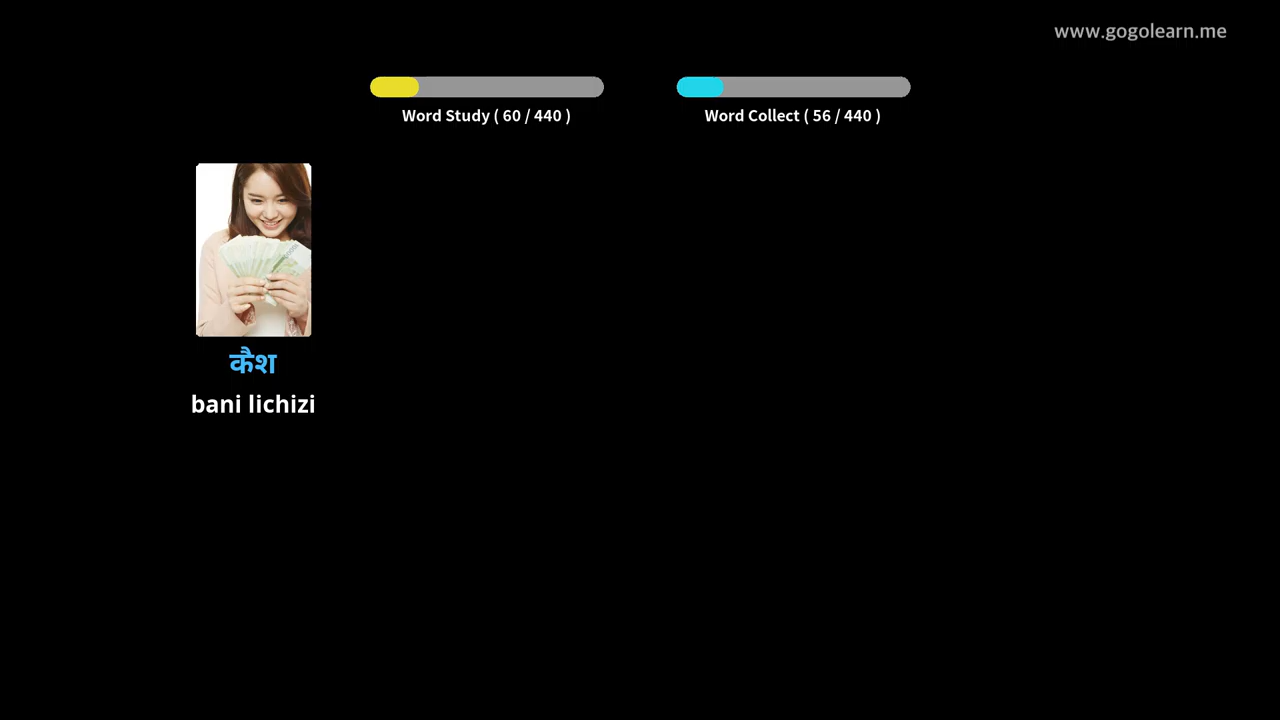 www.gogolearn.me
Word Study ( 60 / 440 )
Word Collect ( 56 / 440 )
कैश
bani lichizi